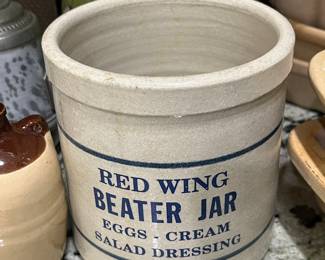 RED WING
BEATER JAR
EGGS - CREAM
SALAD DRESSING